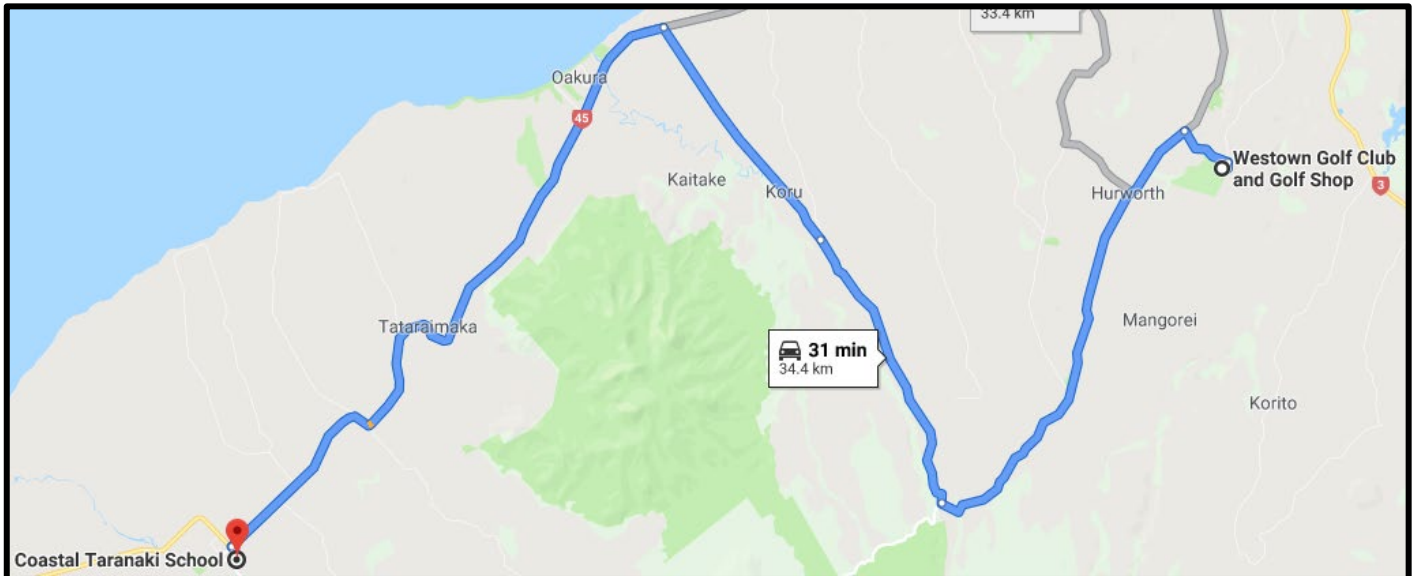 33.4 km
Oakura
45
Westown Golf Club
and Golf Shop
Kaitake
Koru
Hurworth
3
Tataraimaka
Mangorei
31 min
34.4 km
Korito
Coastal Taranaki School